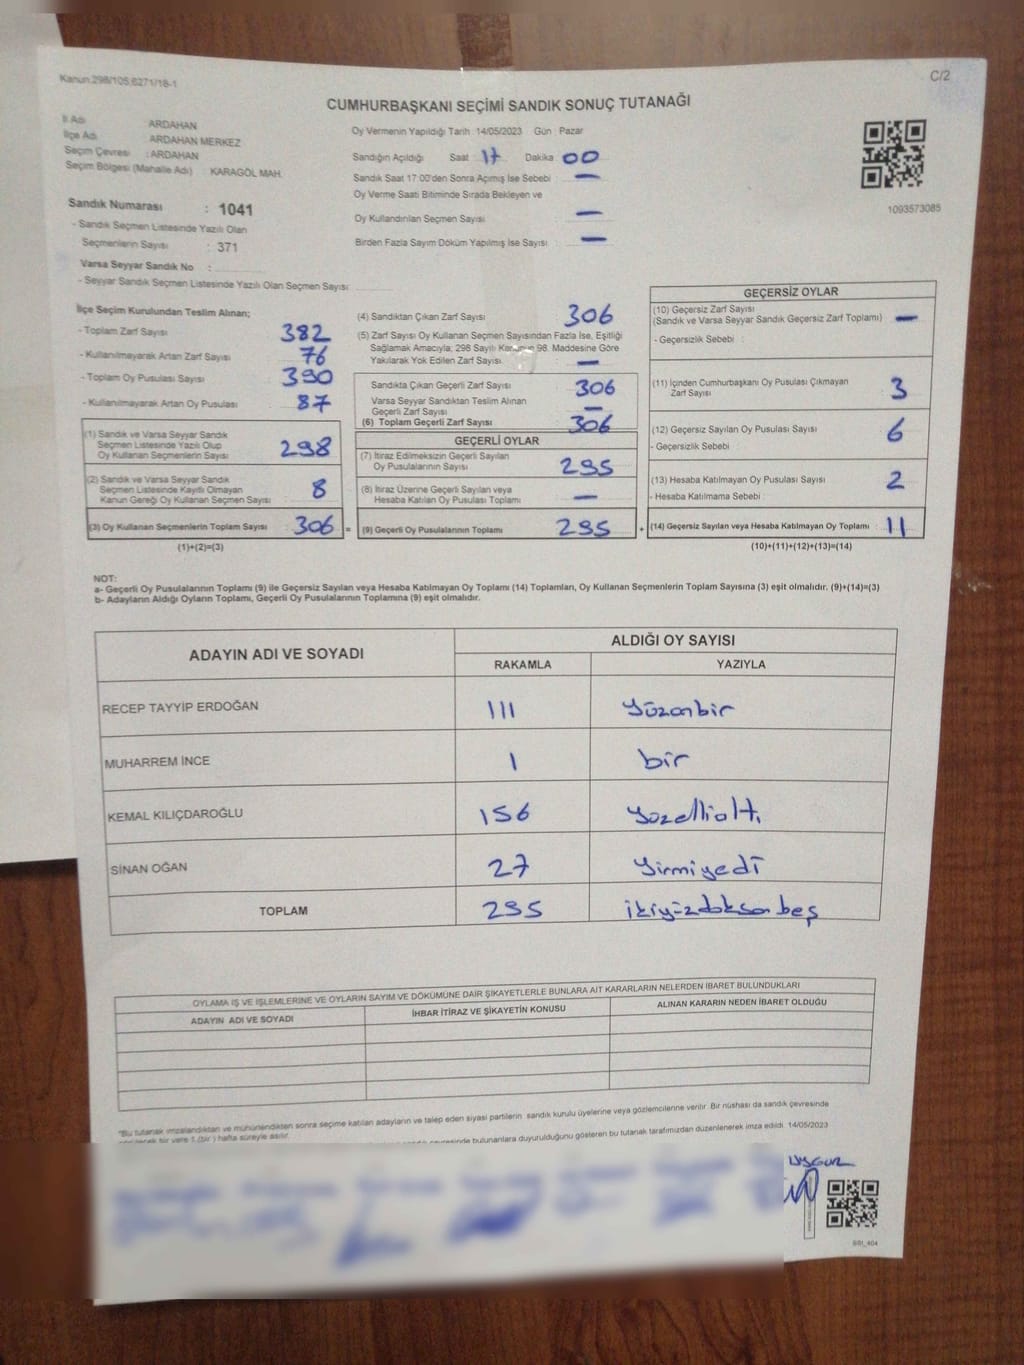 Kanun:298/105;6271/18-1
C/2
CUMHURBAŞKANI SEÇİMİ SANDIK SONUÇ TUTANAĞI
İl Adı ARDAHAN
İlçe Adı ARDAHAN MERKEZ
Seçim Çevresi : ARDAHAN
Seçim Bölgesi (Mahalle Adı) : KARAGÖL MAH.
Sandık Numarası : 1041
- Sandık Seçmen Listesinde Yazılı Olan
Seçmenlerin Sayısı : 371
Varsa Seyyar Sandık No :
- Seyyar Sandık Seçmen Listesinde Yazılı Olan Seçmen Sayısı :
Oy Vermenin Yapıldığı Tarih : 14/05/2023 Gün : Pazar
Sandığın Açıldığı Saat : 17 Dakika : 00
Sandık Saat 17:00'den Sonra Açımış İse Sebebi : —
Oy Verme Saati Bitiminde Sırada Bekleyen ve
Oy Kullandırılan Seçmen Sayısı : —
Birden Fazla Sayım Döküm Yapılmış İse Sayısı : —
1093573085
İlçe Seçim Kurulundan Teslim Alınan;
- Toplam Zarf Sayısı : 382
- Kullanılmayarak Artan Zarf Sayısı : 76
- Toplam Oy Pusulası Sayısı : 390
- Kullanılmayarak Artan Oy Pusulası : 87
(1) Sandık ve Varsa Seyyar Sandık
Seçmen Listesinde Yazılı Olup
Oy Kullanan Seçmenlerin Sayısı : 298
(2) Sandık ve Varsa Seyyar Sandık
Seçmen Listesinde Kayıtlı Olmayan
Kanun Gereği Oy Kullanan Seçmen Sayısı : 8
(3) Oy Kullanan Seçmenlerin Toplam Sayısı : 306 =
(1)+(2)=(3)
(4) Sandıktan Çıkan Zarf Sayısı : 306
(5) Zarf Sayısı Oy Kullanan Seçmen Sayısından Fazla İse, Eşitliği
Sağlamak Amacıyla, 298 Sayılı Kanunun 98. Maddesine Göre
Yakılarak Yok Edilen Zarf Sayısı : —
Sandıkta Çıkan Geçerli Zarf Sayısı : 306
Varsa Seyyar Sandıktan Teslim Alınan
Geçerli Zarf Sayısı : —
(6) Toplam Geçerli Zarf Sayısı : 306
GEÇERLİ OYLAR
(7) İtiraz Edilmeksizin Geçerli Sayılan
Oy Pusulalarının Sayısı : 295
(8) İtiraz Üzerine Geçerli Sayılan veya
Hesaba Katılan Oy Pusulası Toplamı : —
(9) Geçerli Oy Pusulalarının Toplamı : 295 +
GEÇERSİZ OYLAR
(10) Geçersiz Zarf Sayısı
(Sandık ve Varsa Seyyar Sandık Geçersiz Zarf Toplamı) : —
- Geçersizlik Sebebi :
(11) İçinden Cumhurbaşkanı Oy Pusulası Çıkmayan
Zarf Sayısı : 3
(12) Geçersiz Sayılan Oy Pusulası Sayısı : 6
- Geçersizlik Sebebi :
(13) Hesaba Katılmayan Oy Pusulası Sayısı : 2
- Hesaba Katılmama Sebebi :
(14) Geçersiz Sayılan veya Hesaba Katılmayan Oy Toplamı : 11
(10)+(11)+(12)+(13)=(14)
NOT:
a- Geçerli Oy Pusulalarının Toplamı (9) ile Geçersiz Sayılan veya Hesaba Katılmayan Oy Toplamı (14) Toplamları, Oy Kullanan Seçmenlerin Toplam Sayısına (3) eşit olmalıdır. (9)+(14)=(3)
b- Adayların Aldığı Oyların Toplamı, Geçerli Oy Pusulalarının Toplamına (9) eşit olmalıdır.
ADAYIN ADI VE SOYADI ALDIĞI OY SAYISI
RAKAMLA YAZIYLA
RECEP TAYYİP ERDOĞAN 111 yüzonbir
MUHARREM İNCE 1 bir
KEMAL KILIÇDAROĞLU 156 yüzellialtı
SİNAN OĞAN 27 yirmiyedi
TOPLAM 295 ikiyüzdoksanbeş
OYLAMA İŞ VE İŞLEMLERİNE VE OYLARIN SAYIM VE DÖKÜMÜNE DAİR ŞİKAYETLERLE BUNLARA AİT KARARLARIN NELERDEN İBARET BULUNDUKLARI
ADAYIN ADI VE SOYADI İHBAR İTİRAZ VE ŞİKAYETİN KONUSU ALINAN KARARIN NEDEN İBARET OLDUĞU
"Bu tutanak imzalandıktan ve mühürlendikten sonra seçime katılan adayların ve talep eden siyasi partilerin sandık kurulu üyelerine veya gözlemcilerine verilir. Bir nüshası da sandık çevresinde
bir yere 1 (bir) hafta süreyle asılır.
bulunanlara duyurulduğunu gösteren bu tutanak tarafımızdan düzenlenerek imza edildi. 14/05/2023
UYGUR